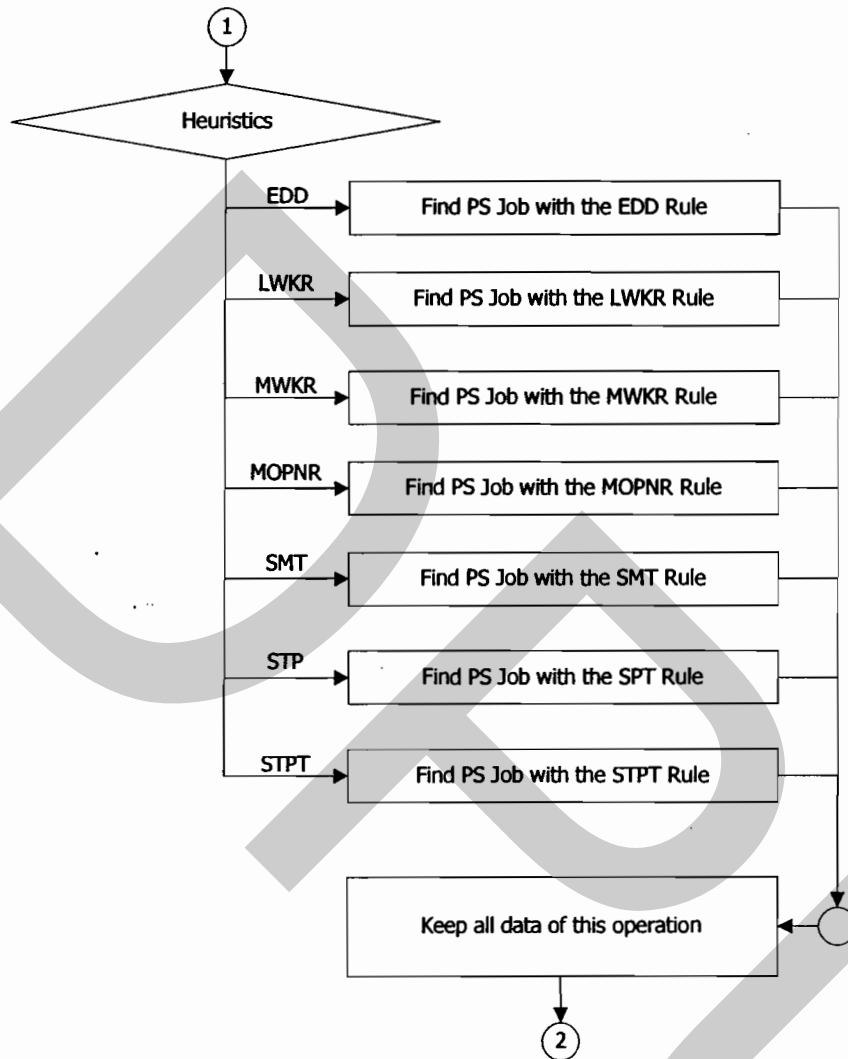 1
Heuristics
EDD
Find PS Job with the EDD Rule
LWKR
Find PS Job with the LWKR Rule
MWKR
Find PS Job with the MWKR Rule
MOPNR
Find PS Job with the MOPNR Rule
SMT
Find PS Job with the SMT Rule
STP
Find PS Job with the SPT Rule
STPT
Find PS Job with the STPT Rule
Keep all data of this operation
2